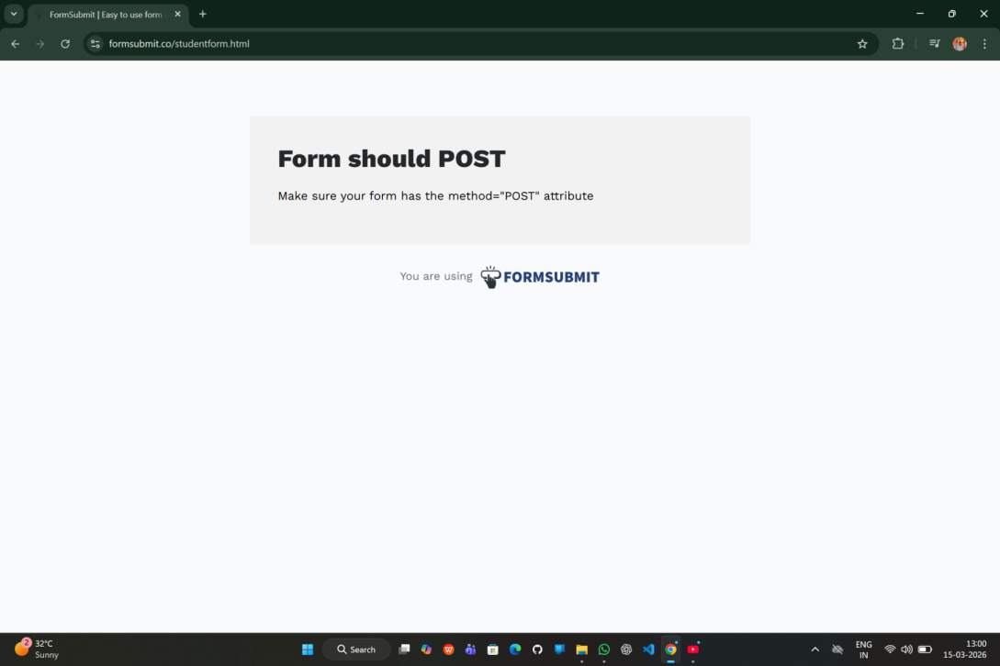 FormSubmit | Easy to use form
formsubmit.co/studentform.html
Form should POST
Make sure your form has the method="POST" attribute
You are using FORMSUBMIT
2
32°C
Sunny
Search
ENG
IN
13:00
15-03-2026